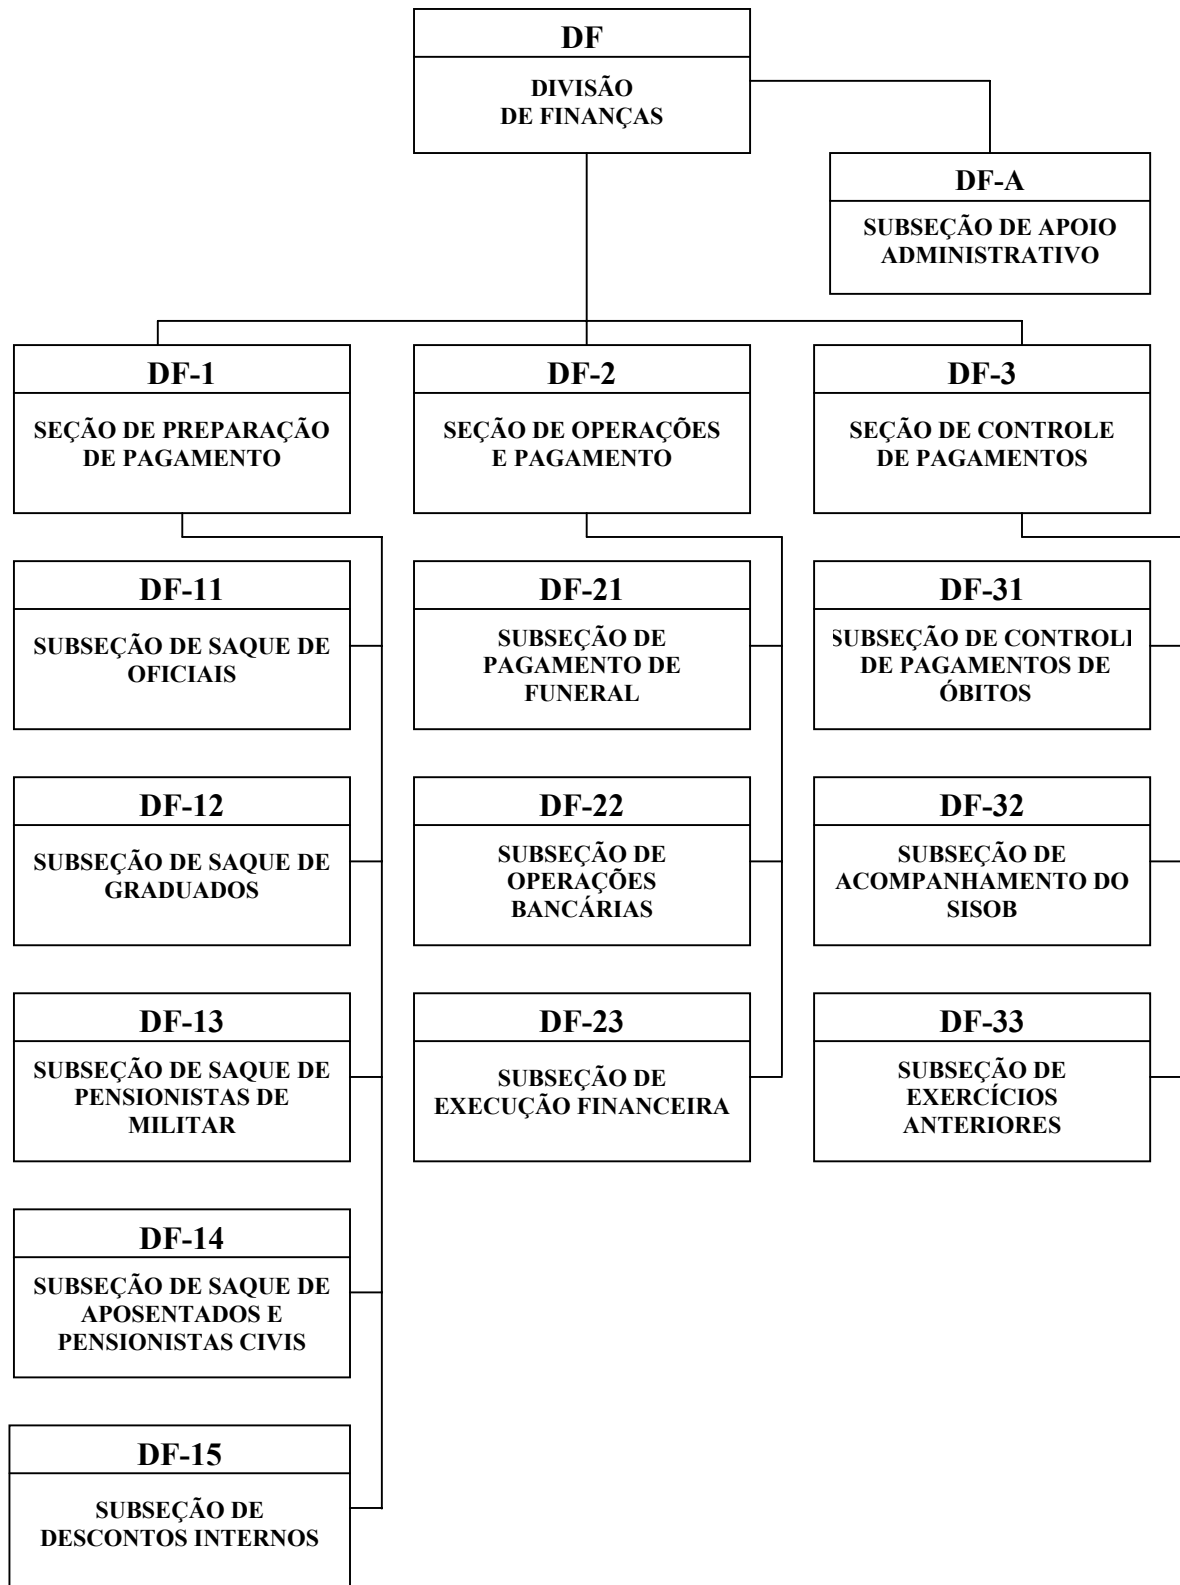 DF
DIVISÃO
DE FINANÇAS
DF-A
SUBSEÇÃO DE APOIO
ADMINISTRATIVO
DF-1
SEÇÃO DE PREPARAÇÃO
DE PAGAMENTO
DF-2
SEÇÃO DE OPERAÇÕES
E PAGAMENTO
DF-3
SEÇÃO DE CONTROLE
DE PAGAMENTOS
DF-11
SUBSEÇÃO DE SAQUE DE
OFICIAIS
DF-21
SUBSEÇÃO DE
PAGAMENTO DE
FUNERAL
DF-31
SUBSEÇÃO DE CONTROLE
DE PAGAMENTOS DE
ÓBITOS
DF-12
SUBSEÇÃO DE SAQUE DE
GRADUADOS
DF-22
SUBSEÇÃO DE
OPERAÇÕES
BANCÁRIAS
DF-32
SUBSEÇÃO DE
ACOMPANHAMENTO DO
SISOB
DF-13
SUBSEÇÃO DE SAQUE DE
PENSIONISTAS DE
MILITAR
DF-23
SUBSEÇÃO DE
EXECUÇÃO FINANCEIRA
DF-33
SUBSEÇÃO DE
EXERCÍCIOS
ANTERIORES
DF-14
SUBSEÇÃO DE SAQUE DE
APOSENTADOS E
PENSIONISTAS CIVIS
DF-15
SUBSEÇÃO DE
DESCONTOS INTERNOS